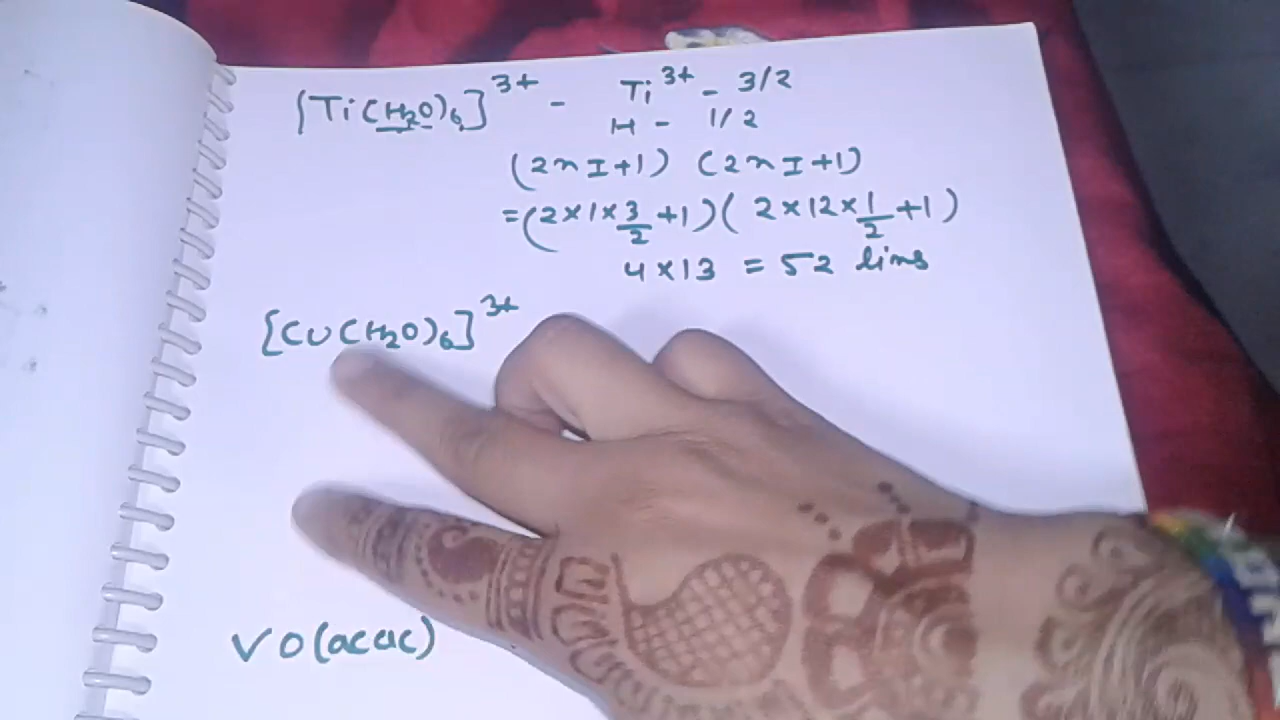 [Ti(H2O)6]3+ - Ti3+ - 3/2
H - 1/2
(2nI+1) (2nI+1)
=(2×1×3/2+1)(2×12×1/2+1)
4×13 = 52 lins
[Cu(H2O)6]3+
VO(acac)